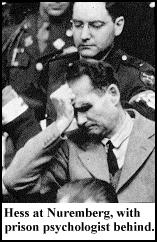 Hess at Nuremberg, with
prison psychologist behind.